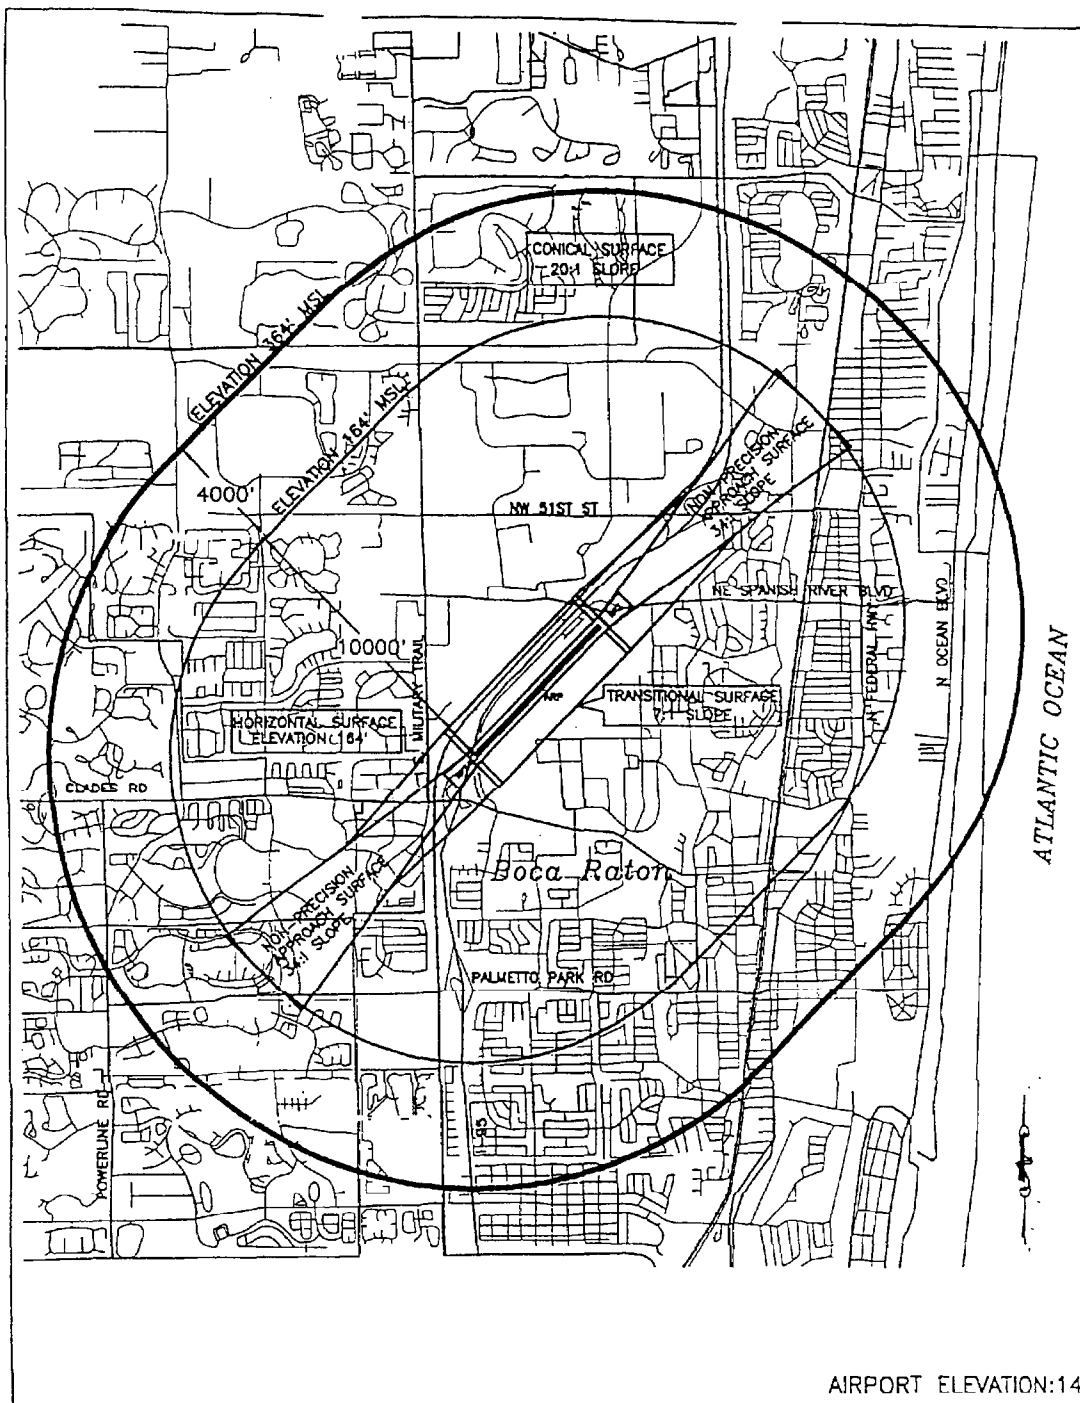 CONICAL SURFACE
20:1 SLOPE
ELEVATION 364' MSL
ELEVATION 164' MSL
4000'
NON-PRECISION
APPROACH SURFACE
34:1 SLOPE
NW 51ST ST
NE SPANISH RIVER BLVD
N OCEAN BLVD
10000'
MILITARY TRAIL
N FEDERAL HWY
ARP
TRANSITIONAL SURFACE
7:1 SLOPE
HORIZONTAL SURFACE
ELEVATION 164'
ATLANTIC OCEAN
GLADES RD
Boca Raton
NON-PRECISION
APPROACH SURFACE
34:1 SLOPE
PALMETTO PARK RD
POWERLINE RD
I-95
AIRPORT ELEVATION:14